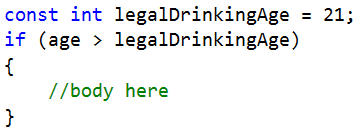 const int legalDrinkingAge = 21;
if (age > legalDrinkingAge)
{
    //body here
}